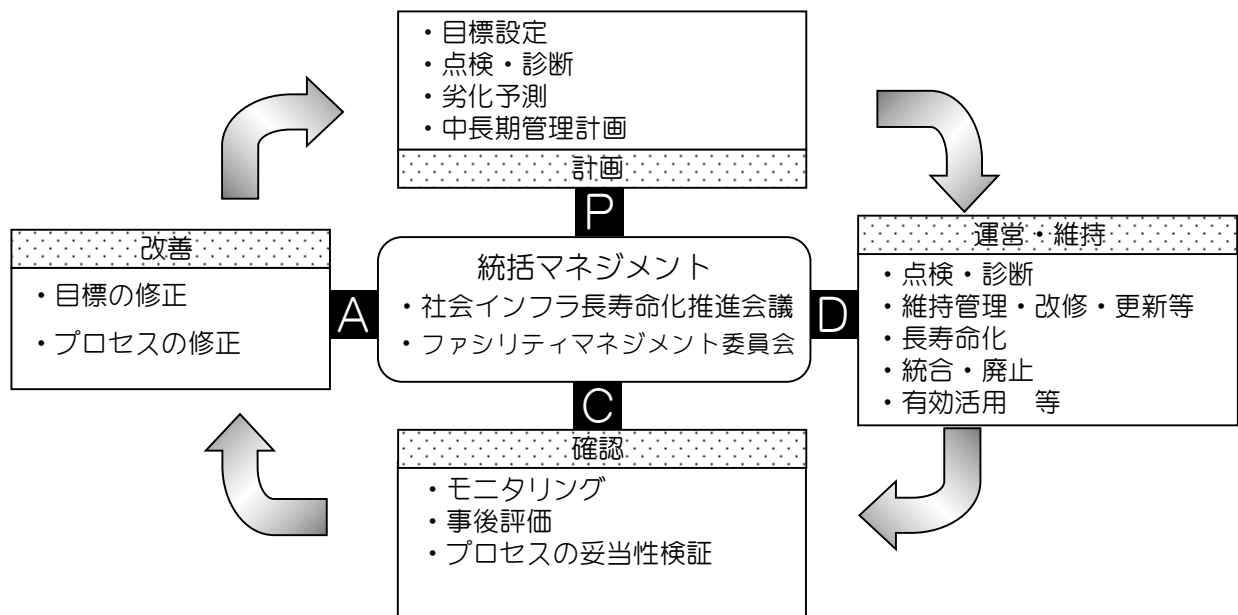 ・目標設定
・点検・診断
・劣化予測
・中長期管理計画
計画
P
改善
・目標の修正
・プロセスの修正
A
統括マネジメント
・社会インフラ長寿命化推進会議
・ファシリティマネジメント委員会
D
運営・維持
・点検・診断
・維持管理・改修・更新等
・長寿命化
・統合・廃止
・有効活用　等
C
確認
・モニタリング
・事後評価
・プロセスの妥当性検証